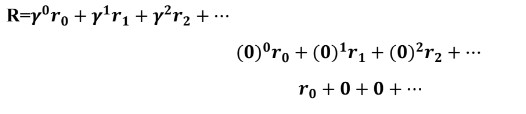 R=γ⁰r₀ + γ¹r₁ + γ²r₂ + ⋯
(0)⁰r₀ + (0)¹r₁ + (0)²r₂ + ⋯
r₀ + 0 + 0 + ⋯